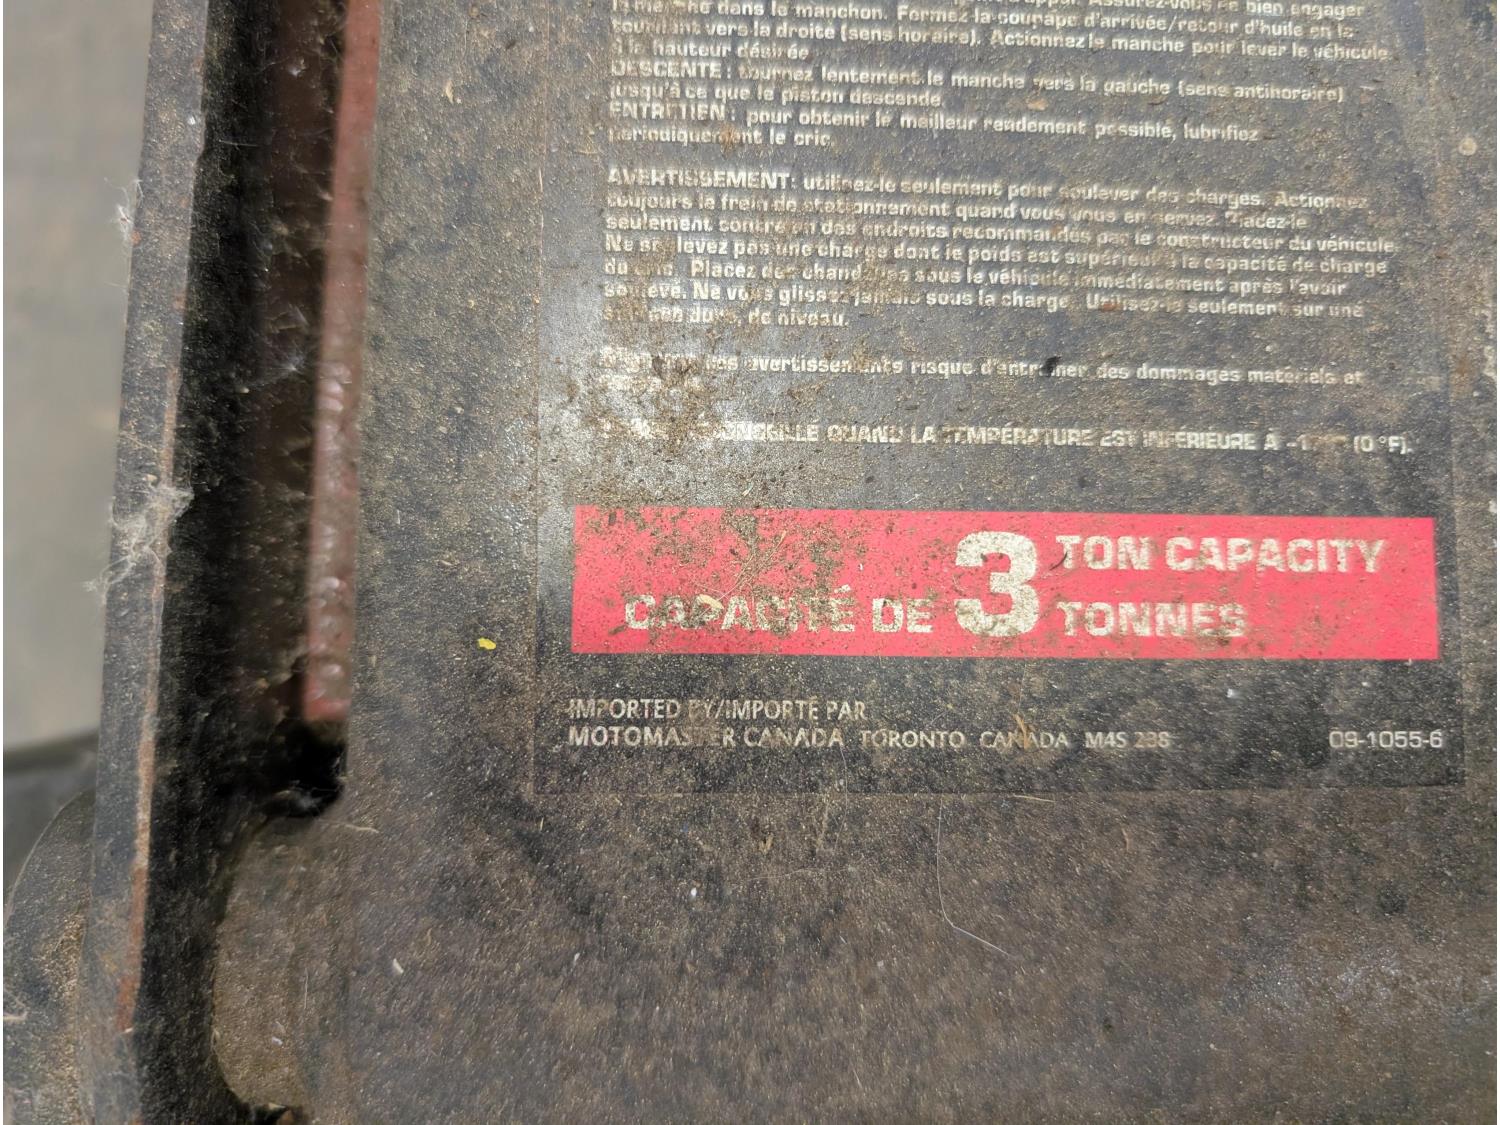 la manche dans le manchon. Fermez la soupape d'arrivée/retour d'huile en la
tournant vers la droite (sens horaire). Actionnez le manche pour lever le véhicule
à la hauteur désirée
DESCENTE : tournez lentement le manche vers la gauche (sens antihoraire)
jusqu'à ce que le piston descende.
ENTRETIEN : pour obtenir le meilleur rendement possible, lubrifiez
périodiquement le cric.
AVERTISSEMENT: utilisez-le seulement pour soulever des charges. Actionnez
toujours le frein de stationnement quand vous vous en servez. Placez-le
seulement contre un des endroits recommandés par le constructeur du véhicule
Ne soulevez pas une charge dont le poids est supérieur à la capacité de charge
du cric. Placez des chandelles sous le véhicule immédiatement après l'avoir
soulevé. Ne vous glissez jamais sous la charge. Utilisez-le seulement sur une
de niveau.
avertissements risque d'entraîner des dommages matériels et
QUAND LA TEMPÉRATURE EST INFÉRIEURE À (0 °F).
3 TON CAPACITY
CAPACITÉ DE 3 TONNES
IMPORTED BY/IMPORTÉ PAR
MOTOMASTER CANADA TORONTO CANADA M4S 2B8 09-1055-6